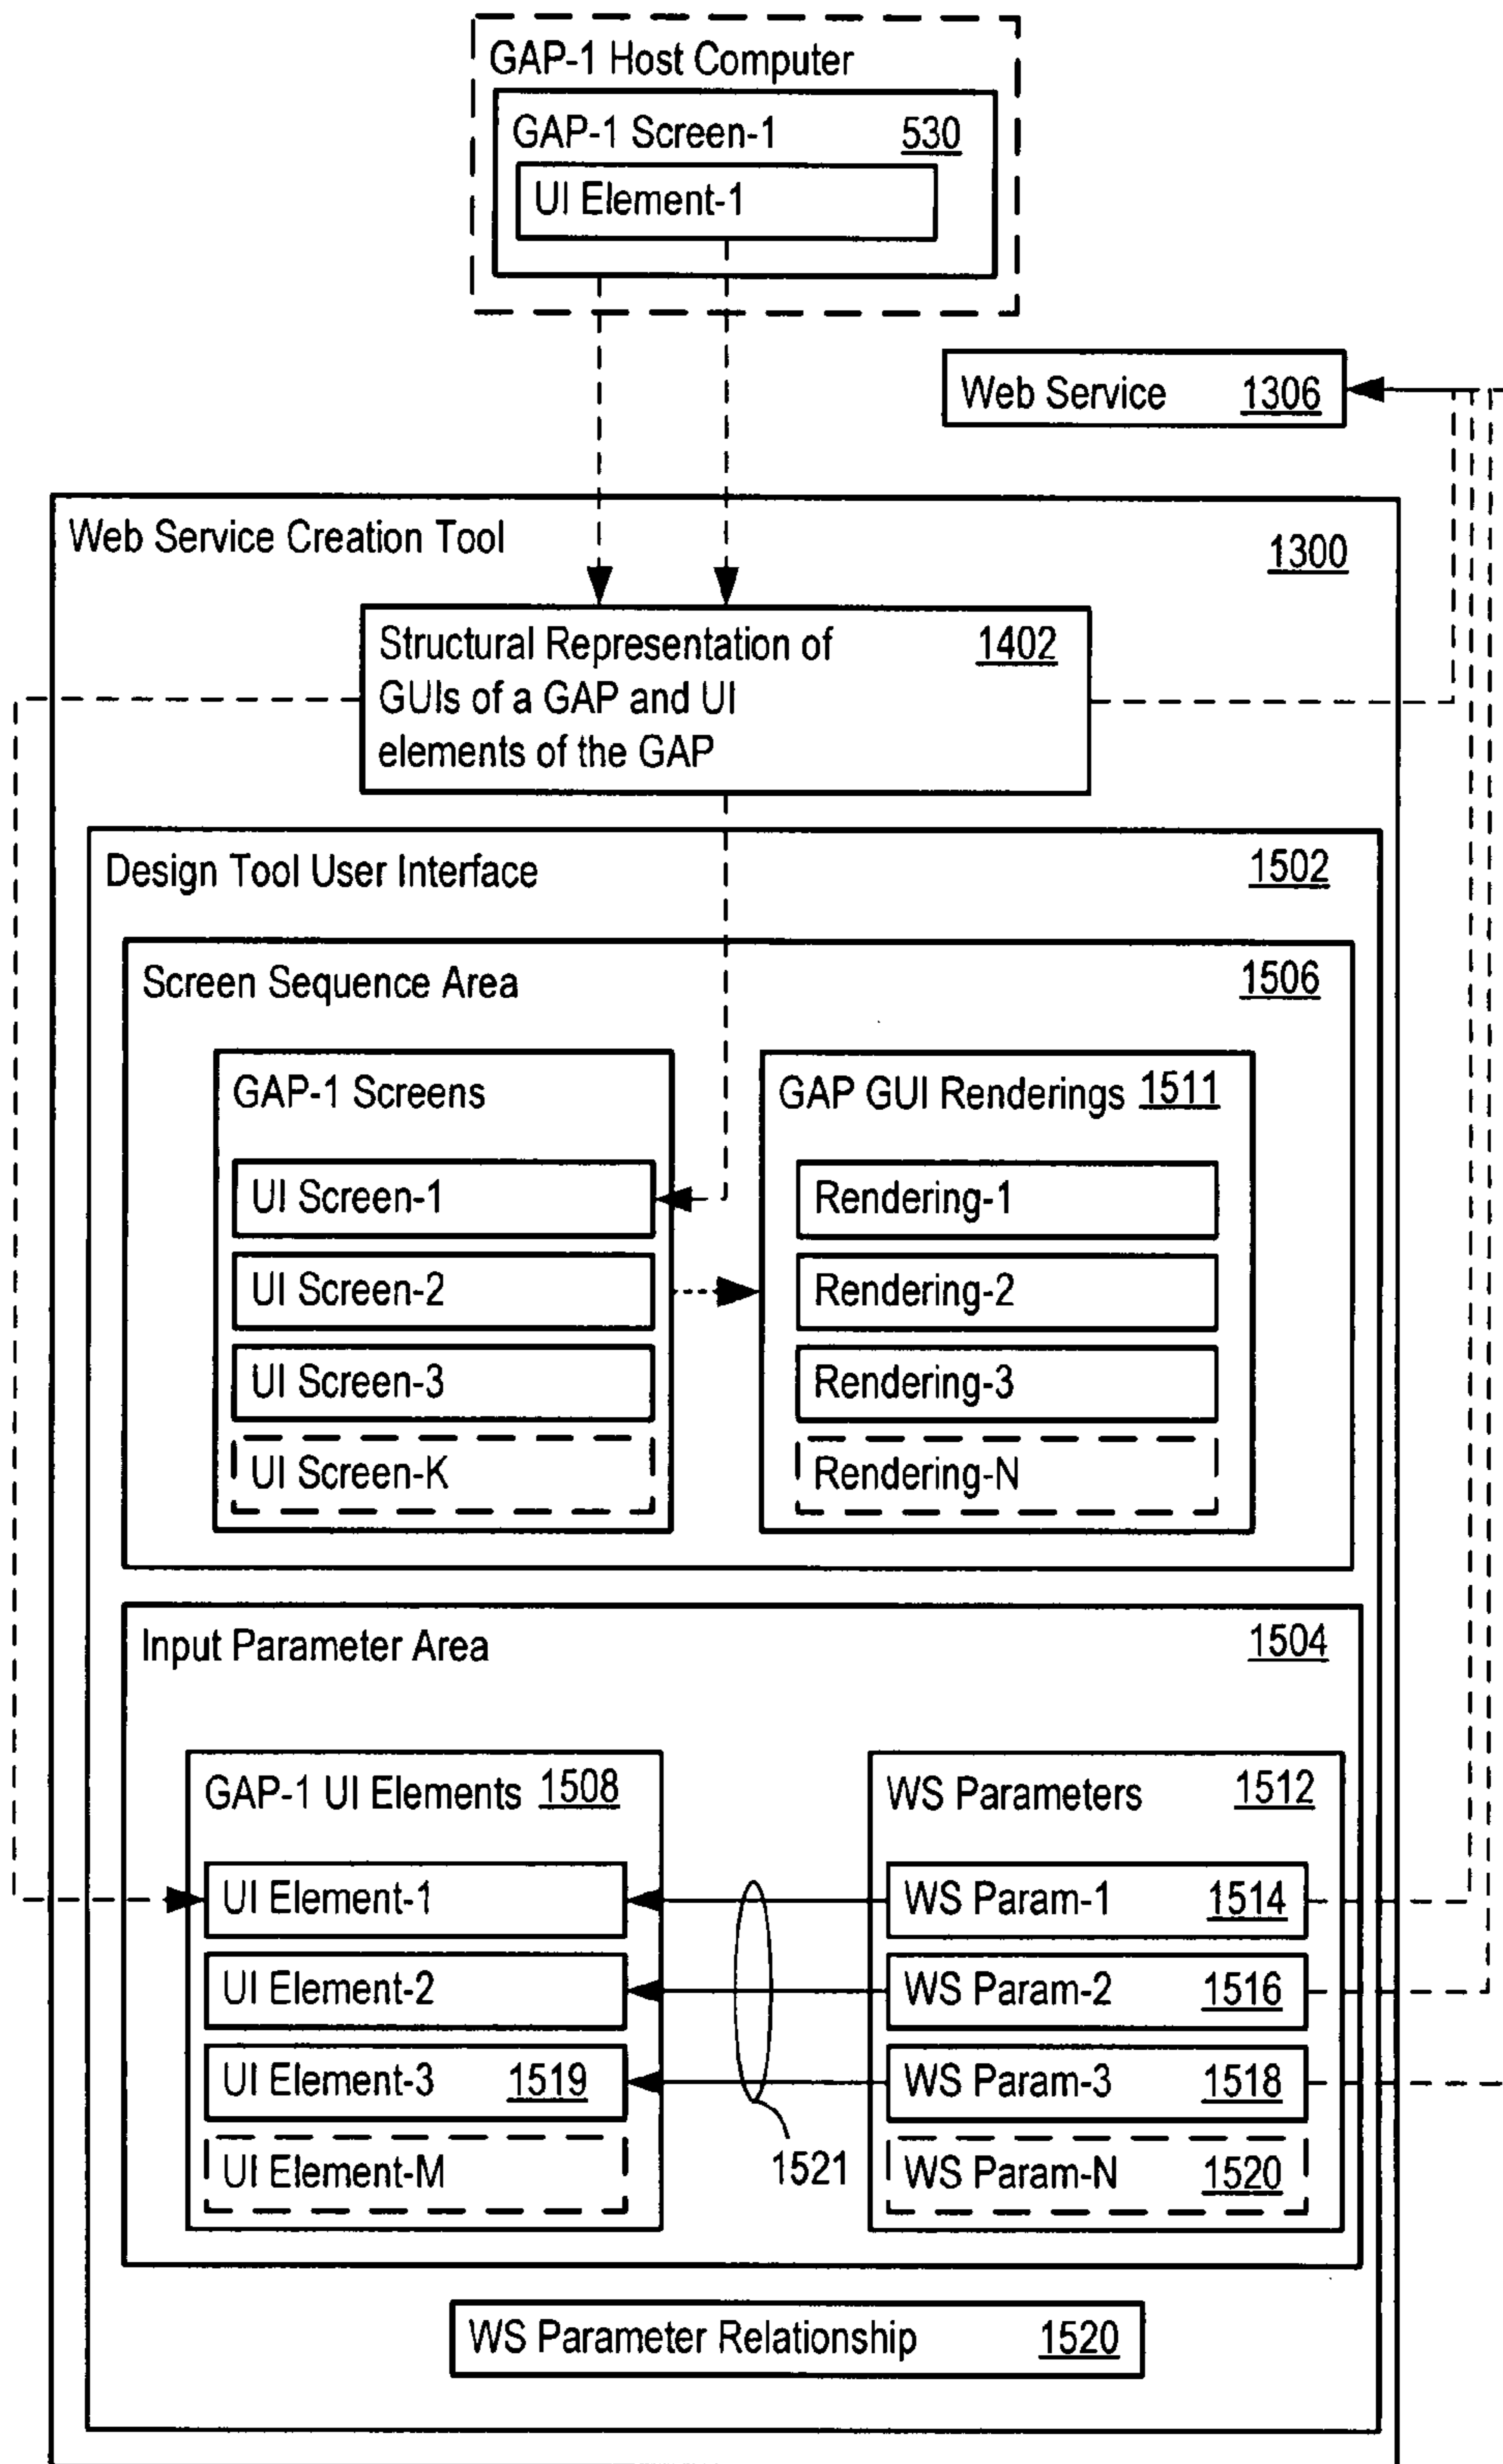 GAP-1 Host Computer
GAP-1 Screen-1 530
UI Element-1
Web Service 1306
Web Service Creation Tool 1300
Structural Representation of 1402
GUIs of a GAP and UI
elements of the GAP
Design Tool User Interface 1502
Screen Sequence Area 1506
GAP-1 Screens
UI Screen-1
UI Screen-2
UI Screen-3
UI Screen-K
GAP GUI Renderings 1511
Rendering-1
Rendering-2
Rendering-3
Rendering-N
Input Parameter Area 1504
GAP-1 UI Elements 1508
UI Element-1
UI Element-2
UI Element-3 1519
UI Element-M
1521
WS Parameters 1512
WS Param-1 1514
WS Param-2 1516
WS Param-3 1518
WS Param-N 1520
WS Parameter Relationship 1520